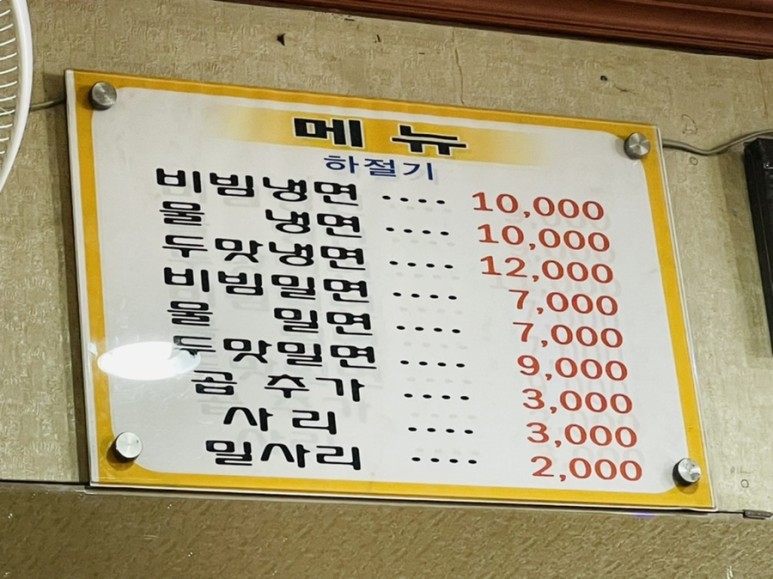 메 뉴
하절기
비빔냉면 .... 10,000
물 냉면 .... 10,000
두맛냉면 .... 12,000
비빔밀면 .... 7,000
물 밀면 .... 7,000
두맛밀면 .... 9,000
곱 추가 .... 3,000
사 리 .... 3,000
밀사리 .... 2,000